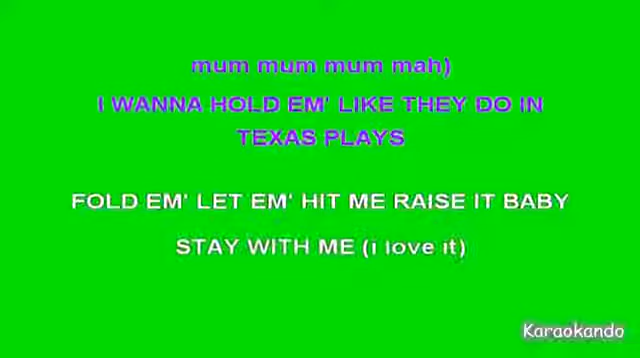 mum mum mum mah)
I WANNA HOLD EM' LIKE THEY DO IN
TEXAS PLAYS
FOLD EM' LET EM' HIT ME RAISE IT BABY
STAY WITH ME (i love it)
Karaokando